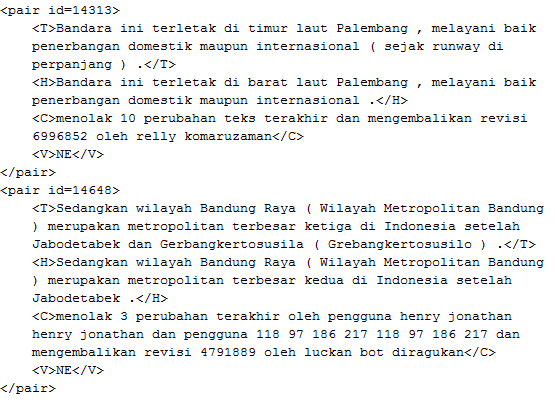 <pair id=14313>
<T>Bandara ini terletak di timur laut Palembang , melayani baik
penerbangan domestik maupun internasional ( sejak runway di
perpanjang ) .</T>
<H>Bandara ini terletak di barat laut Palembang , melayani baik
penerbangan domestik maupun internasional .</H>
<C>menolak 10 perubahan teks terakhir dan mengembalikan revisi
6996852 oleh relly komaruzaman</C>
<V>NE</V>
</pair>
<pair id=14648>
<T>Sedangkan wilayah Bandung Raya ( Wilayah Metropolitan Bandung
) merupakan metropolitan terbesar ketiga di Indonesia setelah
Jabodetabek dan Gerbangkertosusila ( Grebangkertosusilo ) .</T>
<H>Sedangkan wilayah Bandung Raya ( Wilayah Metropolitan Bandung
) merupakan metropolitan terbesar kedua di Indonesia setelah
Jabodetabek .</H>
<C>menolak 3 perubahan terakhir oleh pengguna henry jonathan
henry jonathan dan pengguna 118 97 186 217 118 97 186 217 dan
mengembalikan revisi 4791889 oleh luckan bot diragukan</C>
<V>NE</V>
</pair>